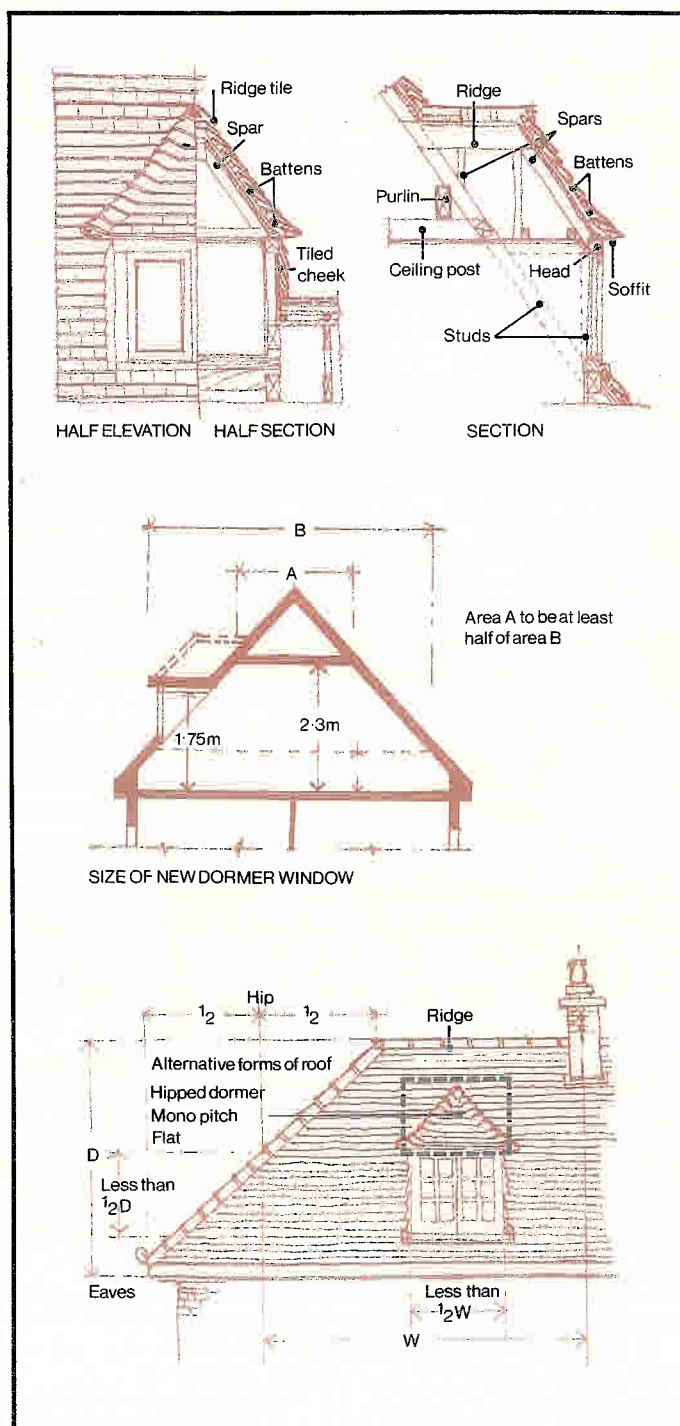 Ridge tile
Spar
Battens
Tiled
cheek
HALF ELEVATION
HALF SECTION
Ridge
Spars
Battens
Purlin
Ceiling post
Head
Soffit
Studs
SECTION
B
A
Area A to be at least
half of area B
1·75m
2·3m
SIZE OF NEW DORMER WINDOW
Hip
½
½
Ridge
Alternative forms of roof
Hipped dormer
Mono pitch
Flat
D
Less than
½D
Eaves
Less than
½W
W